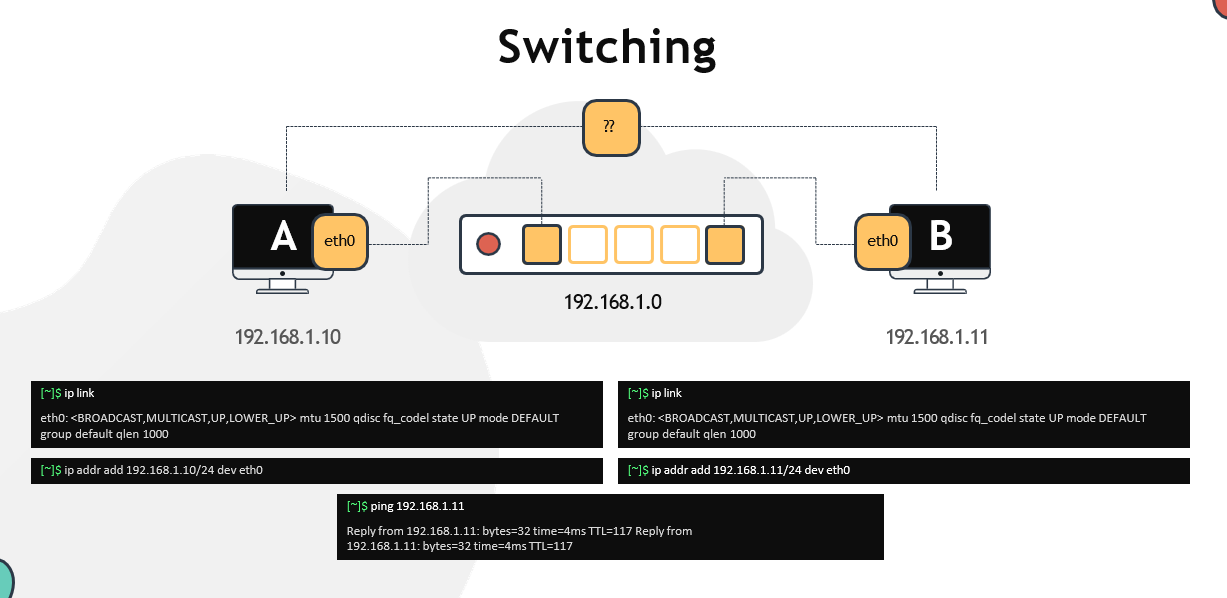 Switching
??
A
eth0
eth0
B
192.168.1.0
192.168.1.10
192.168.1.11
[~]$ ip link
eth0: <BROADCAST,MULTICAST,UP,LOWER_UP> mtu 1500 qdisc fq_codel state UP mode DEFAULT
group default qlen 1000
[~]$ ip addr add 192.168.1.10/24 dev eth0
[~]$ ip link
eth0: <BROADCAST,MULTICAST,UP,LOWER_UP> mtu 1500 qdisc fq_codel state UP mode DEFAULT
group default qlen 1000
[~]$ ip addr add 192.168.1.11/24 dev eth0
[~]$ ping 192.168.1.11
Reply from 192.168.1.11: bytes=32 time=4ms TTL=117 Reply from
192.168.1.11: bytes=32 time=4ms TTL=117